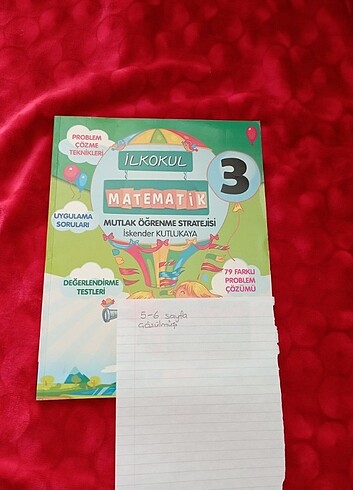 PROBLEM
ÇÖZME
TEKNİKLERİ
İLKOKUL
3
MATEMATİK
MUTLAK ÖĞRENME STRATEJİSİ
İskender KUTLUKAYA
UYGULAMA
SORULARI
DEĞERLENDİRME
TESTLERİ
79 FARKLI
PROBLEM
ÇÖZÜMÜ
5-6 sayfa
çözülmüş